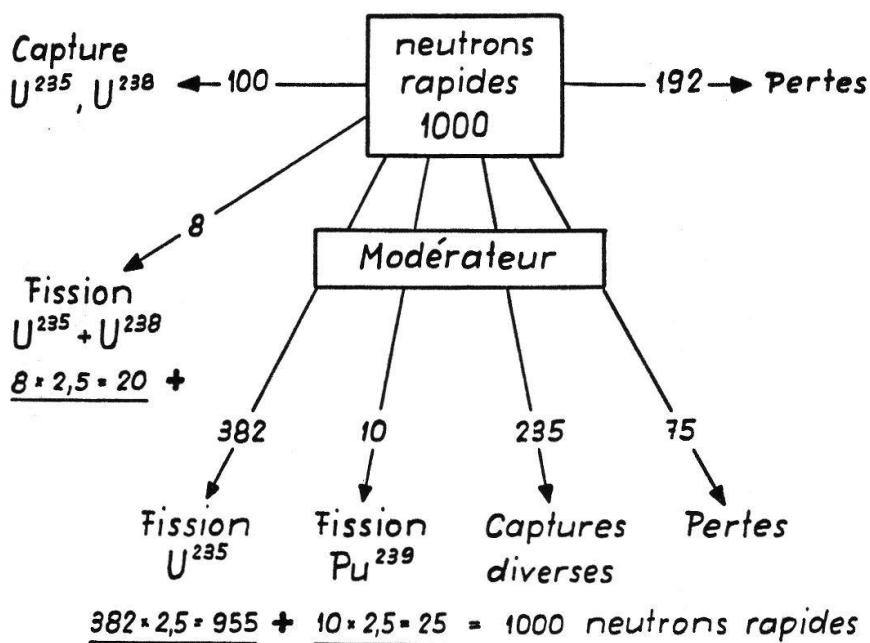 neutrons
rapides
1000
Capture
U²³⁵, U²³⁸
100
192
Pertes
8
Modérateur
Fission
U²³⁵ + U²³⁸
8 × 2,5 = 20 +
382
10
235
75
Fission
U²³⁵
Fission
Pu²³⁹
Captures
diverses
Pertes
382 × 2,5 = 955 + 10 × 2,5 = 25 = 1000 neutrons rapides